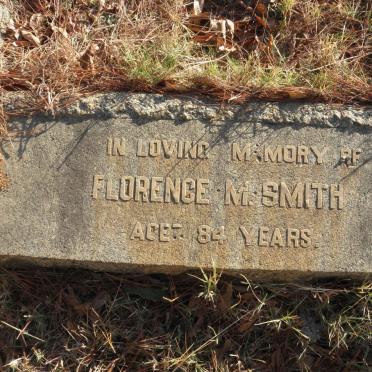 IN LOVING MEMORY OF
FLORENCE M. SMITH
AGED 84 YEARS.